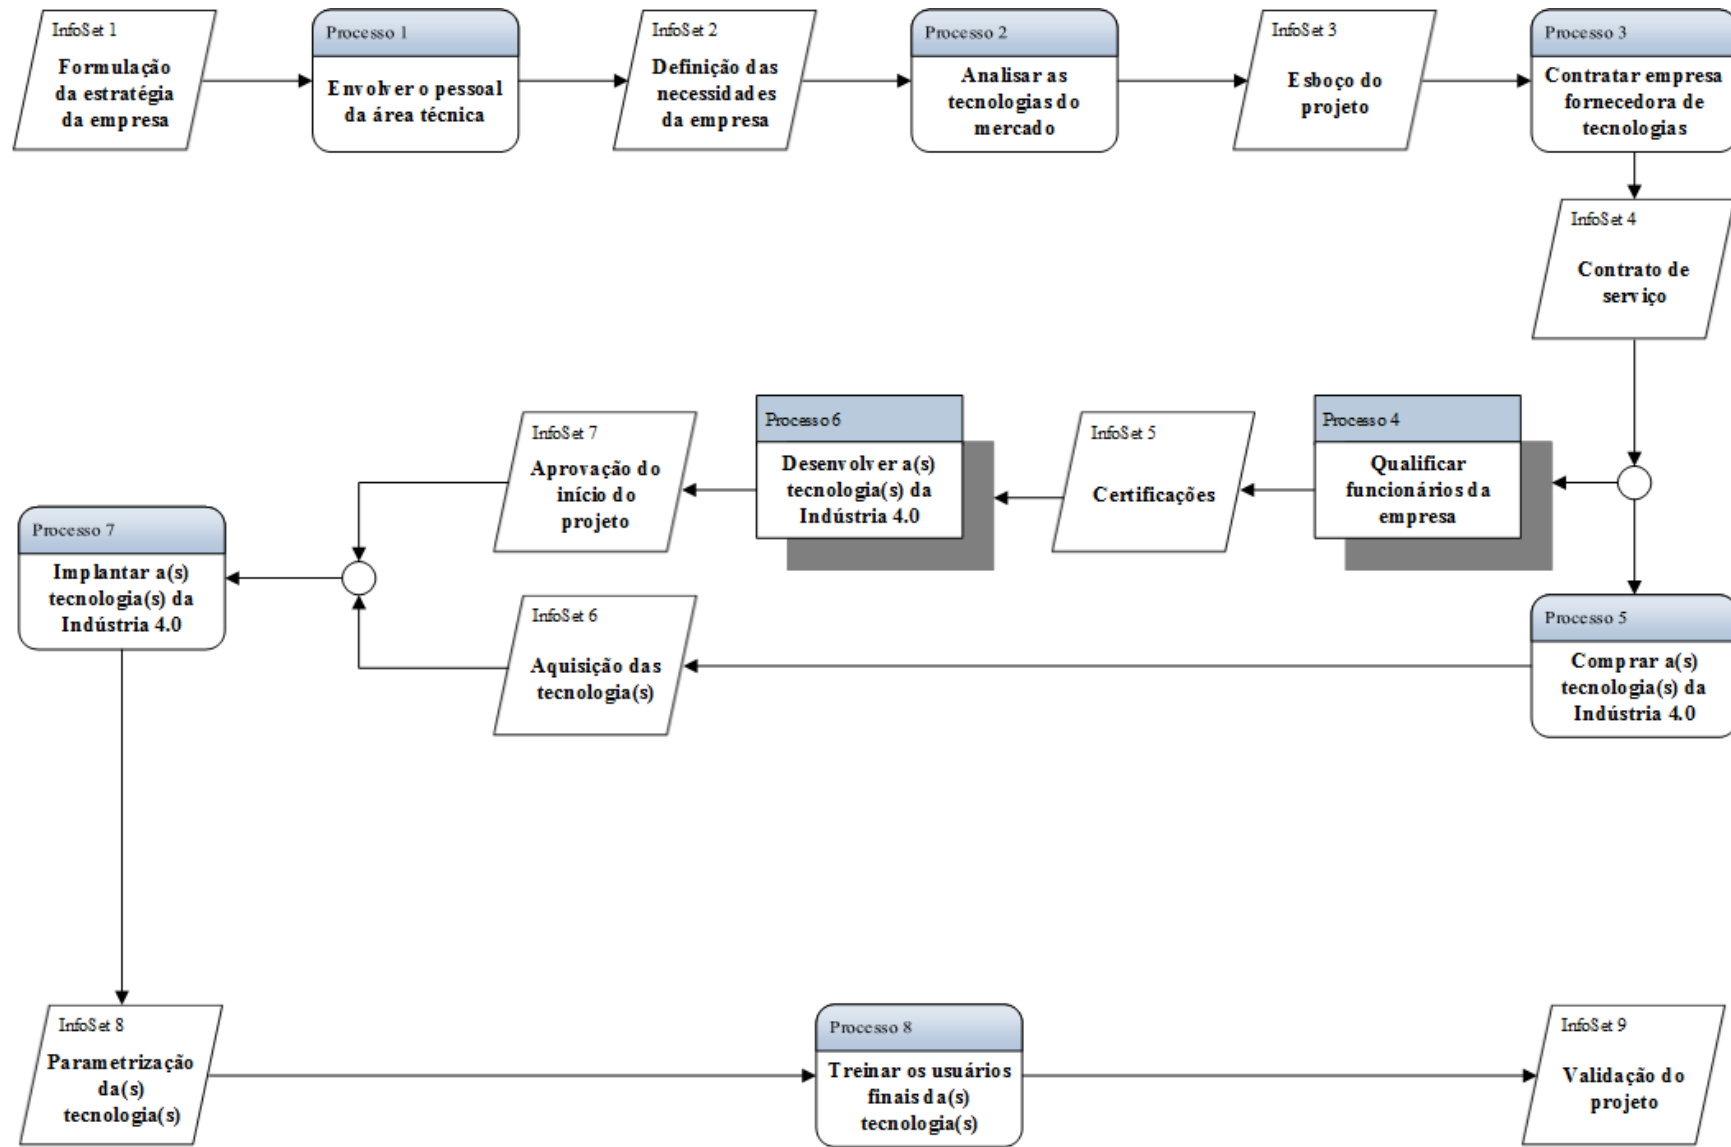 InfoSet 1
Formulação
da estratégia
da empresa
Processo 1
Envolver o pessoal
da área técnica
InfoSet 2
Definição das
necessidades
da empresa
Processo 2
Analisar as
tecnologias do
mercado
InfoSet 3
Esboço do
projeto
Processo 3
Contratar empresa
fornecedora de
tecnologias
InfoSet 4
Contrato de
serviço
Processo 4
Qualificar
funcionários da
empresa
InfoSet 5
Certificações
Processo 6
Desenvolver a(s)
tecnologia(s) da
Indústria 4.0
InfoSet 7
Aprovação do
início do
projeto
Processo 5
Comprar a(s)
tecnologia(s) da
Indústria 4.0
InfoSet 6
Aquisição das
tecnologia(s)
Processo 7
Implantar a(s)
tecnologia(s) da
Indústria 4.0
InfoSet 8
Parametrização
da(s)
tecnologia(s)
Processo 8
Treinar os usuários
finais da(s)
tecnologia(s)
InfoSet 9
Validação do
projeto